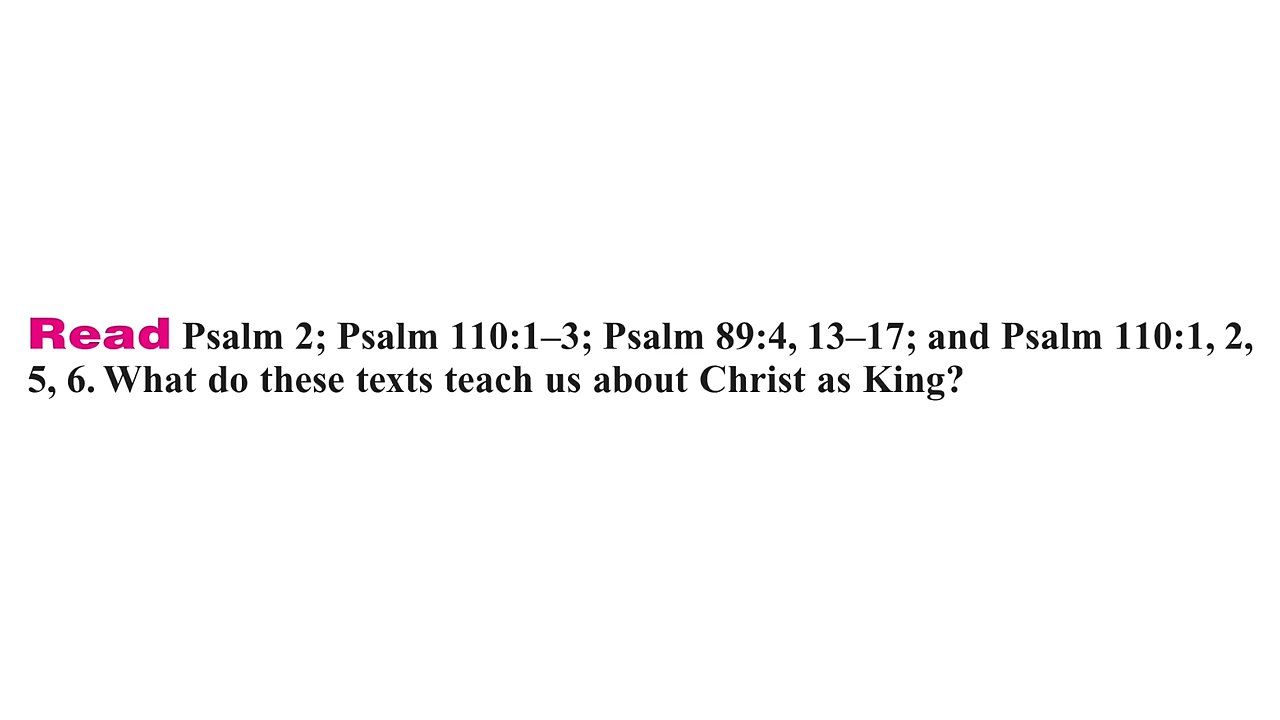 Read Psalm 2; Psalm 110:1–3; Psalm 89:4, 13–17; and Psalm 110:1, 2,
5, 6. What do these texts teach us about Christ as King?